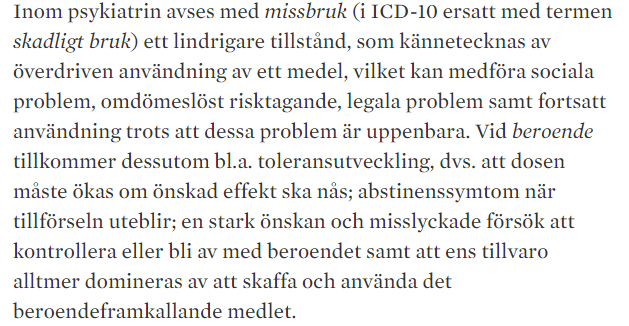 Inom psykiatrin avses med missbruk (i ICD-10 ersatt med termen
skadligt bruk) ett lindrigare tillstånd, som kännetecknas av
överdriven användning av ett medel, vilket kan medföra sociala
problem, omdömeslöst risktagande, legala problem samt fortsatt
användning trots att dessa problem är uppenbara. Vid beroende
tillkommer dessutom bl.a. toleransutveckling, dvs. att dosen
måste ökas om önskad effekt ska nås; abstinenssymtom när
tillförseln uteblir; en stark önskan och misslyckade försök att
kontrollera eller bli av med beroendet samt att ens tillvaro
alltmer domineras av att skaffa och använda det
beroendeframkallande medlet.